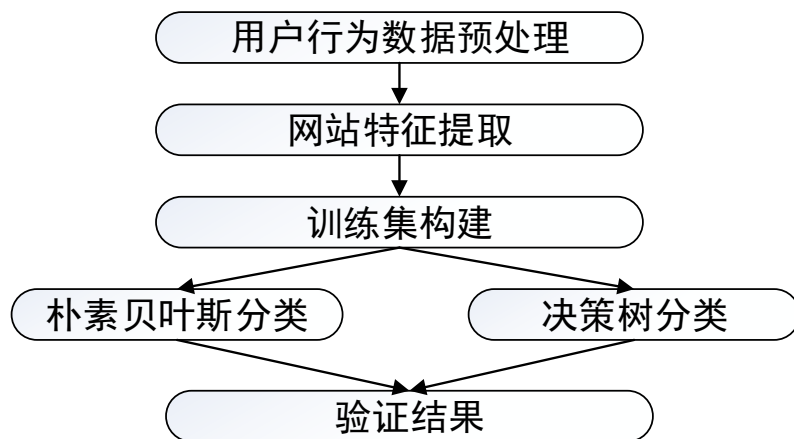 用户行为数据预处理
网站特征提取
训练集构建
朴素贝叶斯分类
决策树分类
验证结果